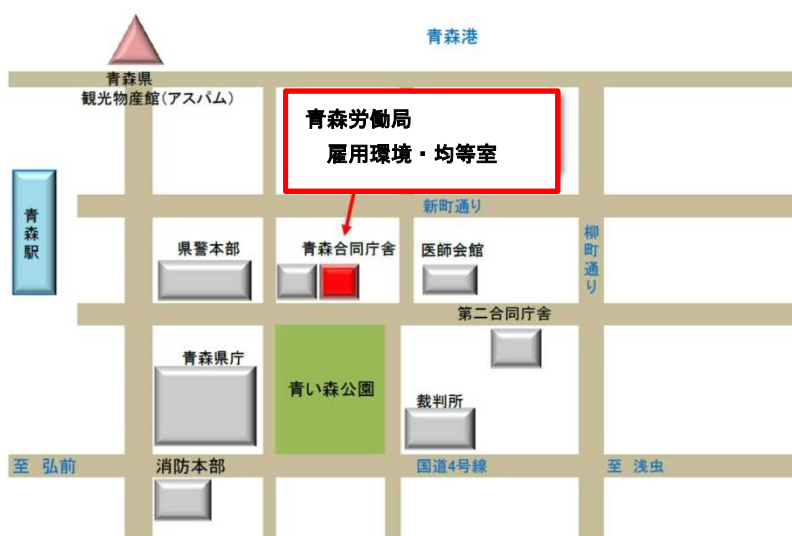 青森港
青森県
観光物産館(アスパム)
青森労働局
雇用環境・均等室
新町通り
青森駅
柳町通り
県警本部
青森合同庁舎
医師会館
第二合同庁舎
青森県庁
青い森公園
裁判所
至 弘前
消防本部
国道4号線
至 浅虫